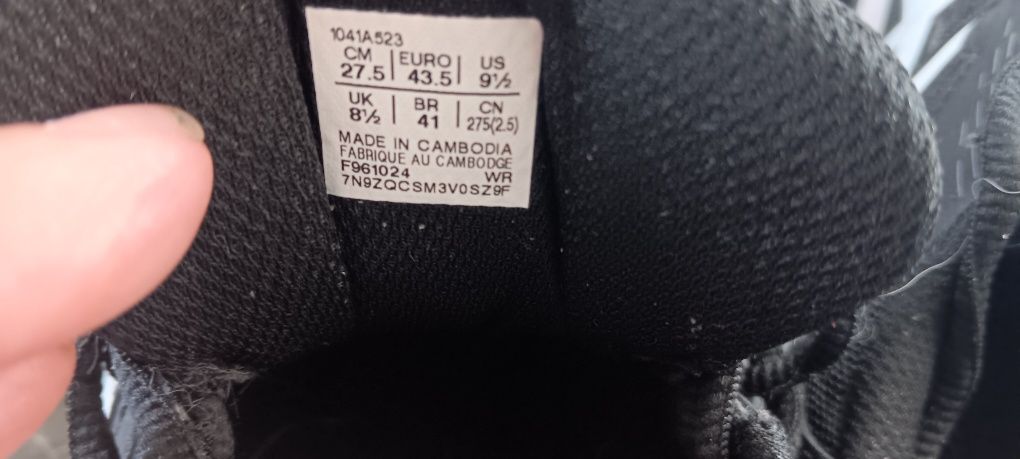 1041A523
CM EURO US
27.5 43.5 9½
UK BR CN
8½ 41 275(2.5)
MADE IN CAMBODIA
FABRIQUE AU CAMBODGE
F961024 WR
7N9ZQCSM3V0SZ9F